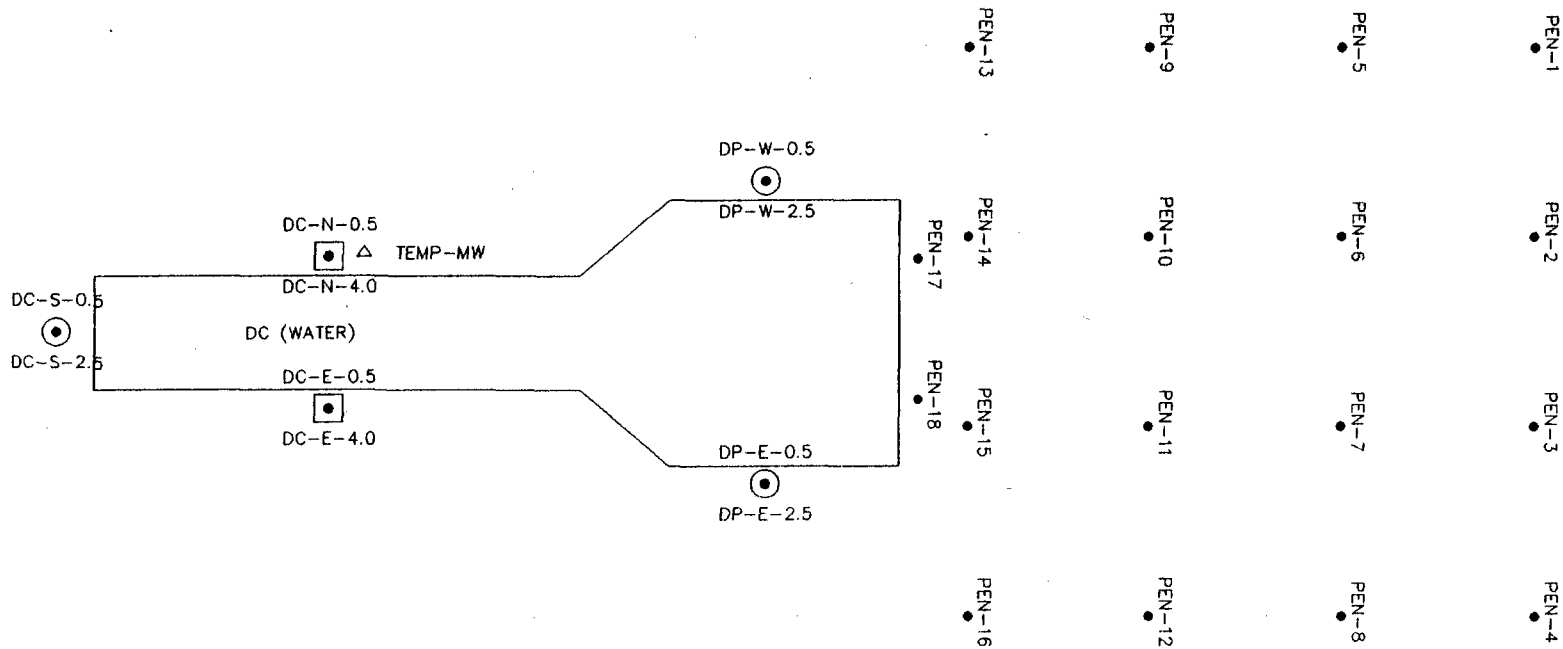 PEN-13
PEN-9
PEN-5
PEN-1
DP-W-0.5
DP-W-2.5
DC-N-0.5
TEMP-MW
DC-N-4.0
PEN-17
PEN-14
PEN-10
PEN-6
PEN-2
DC-S-0.5
DC (WATER)
DC-S-2.5
DC-E-0.5
DC-E-4.0
PEN-18
PEN-15
PEN-11
PEN-7
PEN-3
DP-E-0.5
DP-E-2.5
PEN-16
PEN-12
PEN-8
PEN-4